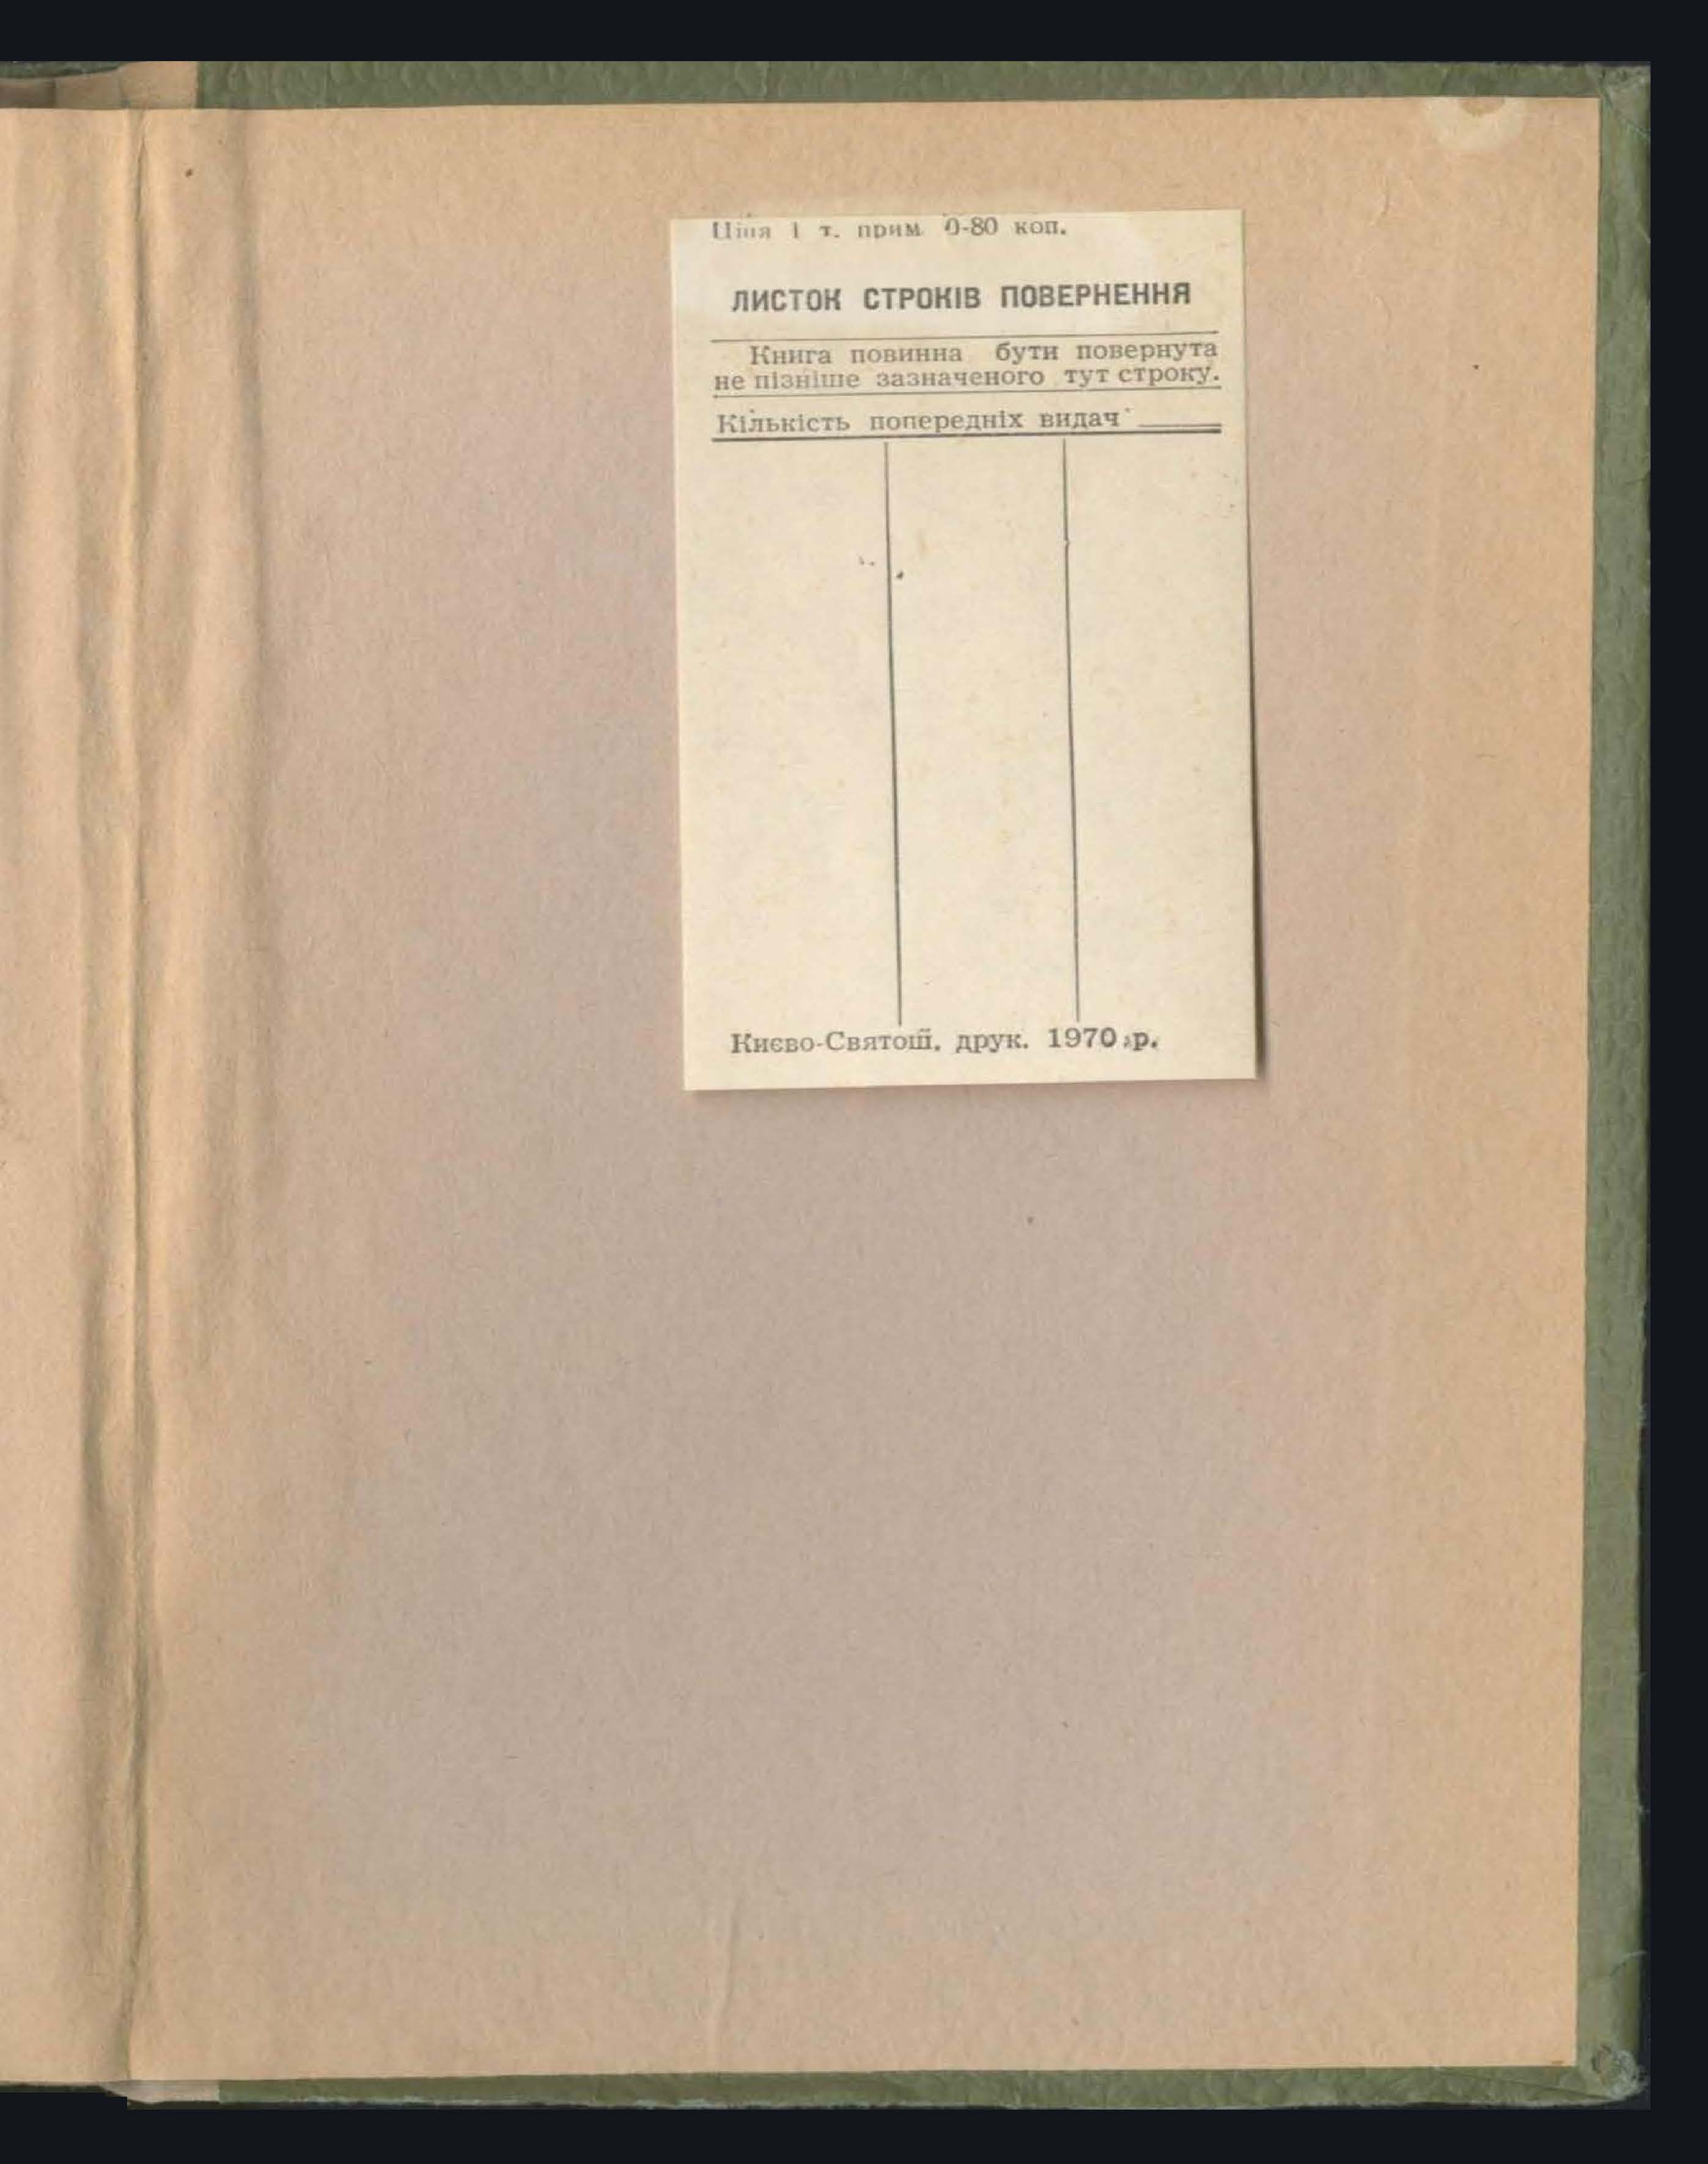 Ціна 1 т. прим. 0-80 коп.
ЛИСТОК СТРОКІВ ПОВЕРНЕННЯ
Книга повинна бути повернута
не пізніше зазначеного тут строку.
Кількість попередніх видач
Києво-Святош. друк. 1970 р.